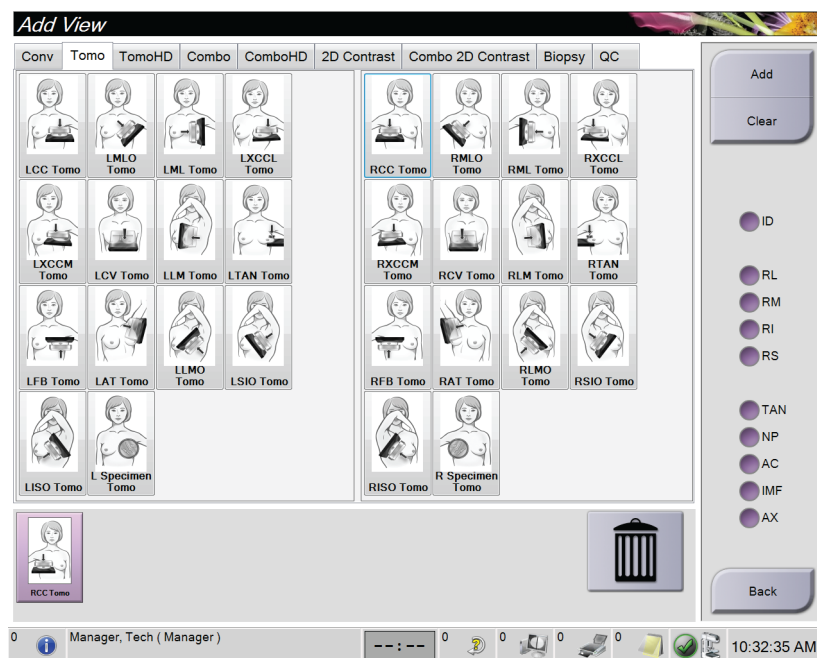 Add View
Conv Tomo TomoHD Combo ComboHD 2D Contrast Combo 2D Contrast Biopsy QC
LCC Tomo
LMLO
Tomo
LML Tomo
LXCCL
Tomo
RCC Tomo
RMLO
Tomo
RML Tomo
RXCCL
Tomo
LXCCM
Tomo
LCV Tomo
LLM Tomo
LTAN Tomo
RXCCM
Tomo
RCV Tomo
RLM Tomo
RTAN
Tomo
LFB Tomo
LAT Tomo
LLMO
Tomo
LSIO Tomo
RFB Tomo
RAT Tomo
RLMO
Tomo
RSIO Tomo
LISO Tomo
L Specimen
Tomo
RISO Tomo
R Specimen
Tomo
RCC Tomo
Add
Clear
ID
RL
RM
RI
RS
TAN
NP
AC
IMF
AX
Back
0 Manager, Tech ( Manager ) --:-- 0 0 0 0 10:32:35 AM